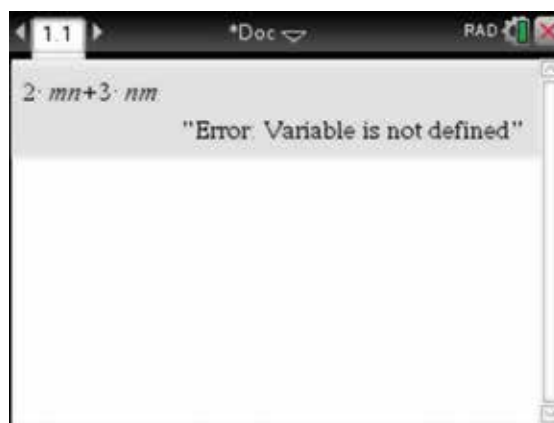 1.1 *Doc RAD
2· mn+3· nm
"Error: Variable is not defined"